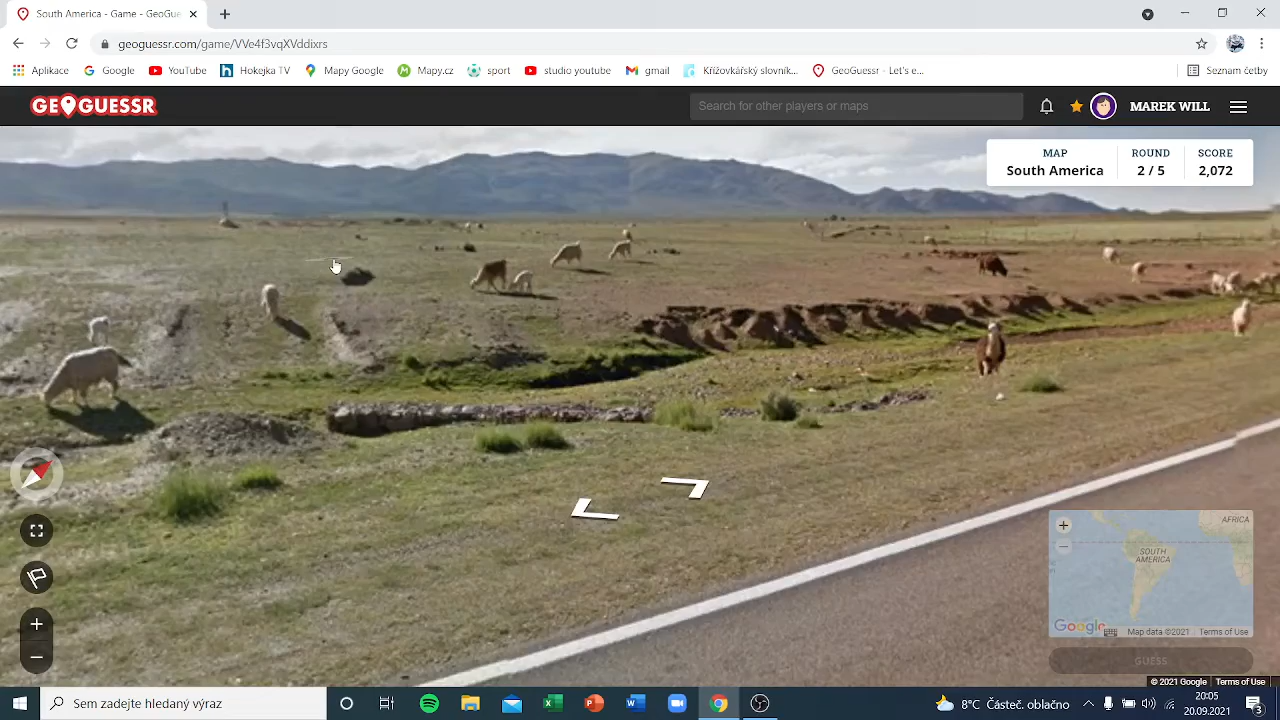 South America - Game - GeoGue
geoguessr.com/game/VVe4f3vqXVddixrs
Aplikace
Google
YouTube
Hokejka TV
Mapy Google
Mapy.cz
sport
studio youtube
gmail
Křižovkářský slovní...
GeoGuessr - Let's e...
Seznam četby
GEOGUESSR
Search for other players or maps
MAREK WILL
MAP
South America
ROUND
2 / 5
SCORE
2,072
AFRICA
SOUTH
AMERICA
Google
Map data ©2021
Terms of Use
GUESS
© 2021 Google
Terms of Use
Sem zadejte hledaný výraz
8°C Částeč. oblačno
20:05
20.09.2021
3